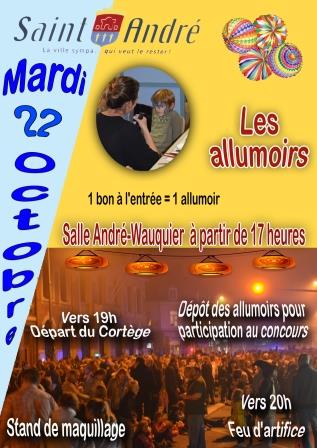 Saint André
La ville sympa... qui veut le rester!
Mardi
22
Octobre
Les
allumoirs
1 bon à l'entrée = 1 allumoir
Salle André-Wauquier à partir de 17 heures
Vers 19h
Départ du Cortège
Dépôt des allumoirs pour
participation au concours
Stand de maquillage
Vers 20h
Feu d'artifice